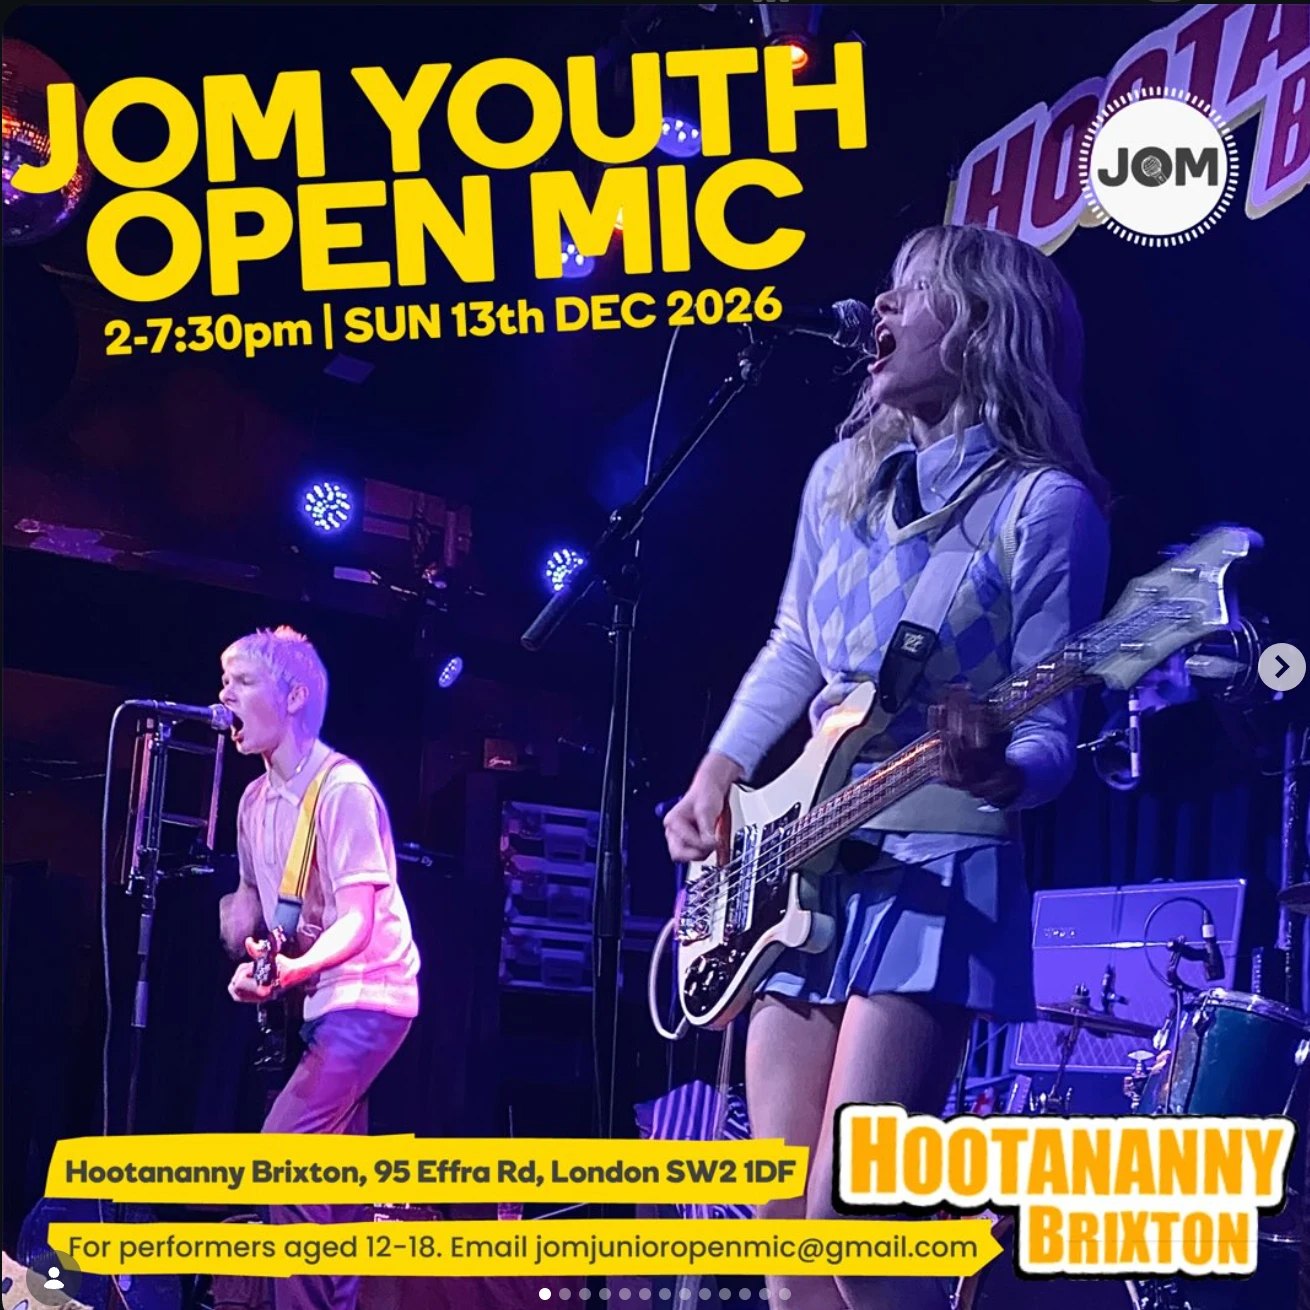 JOM YOUTH
OPEN MIC
2-7:30pm | SUN 13th DEC 2026
JOM
Hootananny Brixton, 95 Effra Rd, London SW2 1DF
For performers aged 12-18. Email jomjunioropenmic@gmail.com
HOOTANANNY
BRIXTON